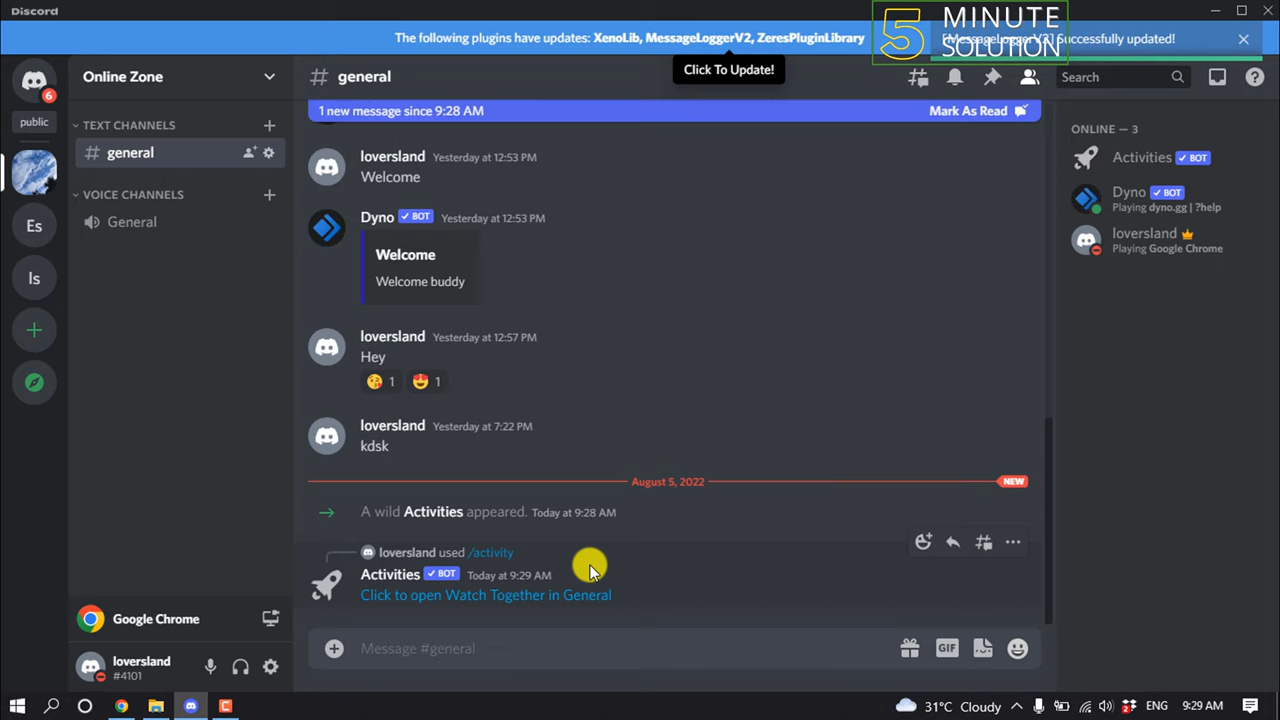 Discord
The following plugins have updates: XenoLib, MessageLoggerV2, ZeresPluginLibrary
Successfully updated!
5 MINUTE
SOLUTION
Click To Update!
6
public
Es
Is
Online Zone
TEXT CHANNELS
general
VOICE CHANNELS
General
Google Chrome
loversland
#4101
# general
Search
1 new message since 9:28 AM
Mark As Read
loversland Yesterday at 12:53 PM
Welcome
Dyno BOT Yesterday at 12:53 PM
Welcome
Welcome buddy
loversland Yesterday at 12:57 PM
Hey
1 1
loversland Yesterday at 7:22 PM
kdsk
August 5, 2022 NEW
A wild Activities appeared. Today at 9:28 AM
loversland used /activity
Activities BOT Today at 9:29 AM
Click to open Watch Together in General
Message #general
GIF
ONLINE — 3
Activities BOT
Dyno BOT
Playing dyno.gg | ?help
loversland
Playing Google Chrome
31°C Cloudy
2
ENG
9:29 AM